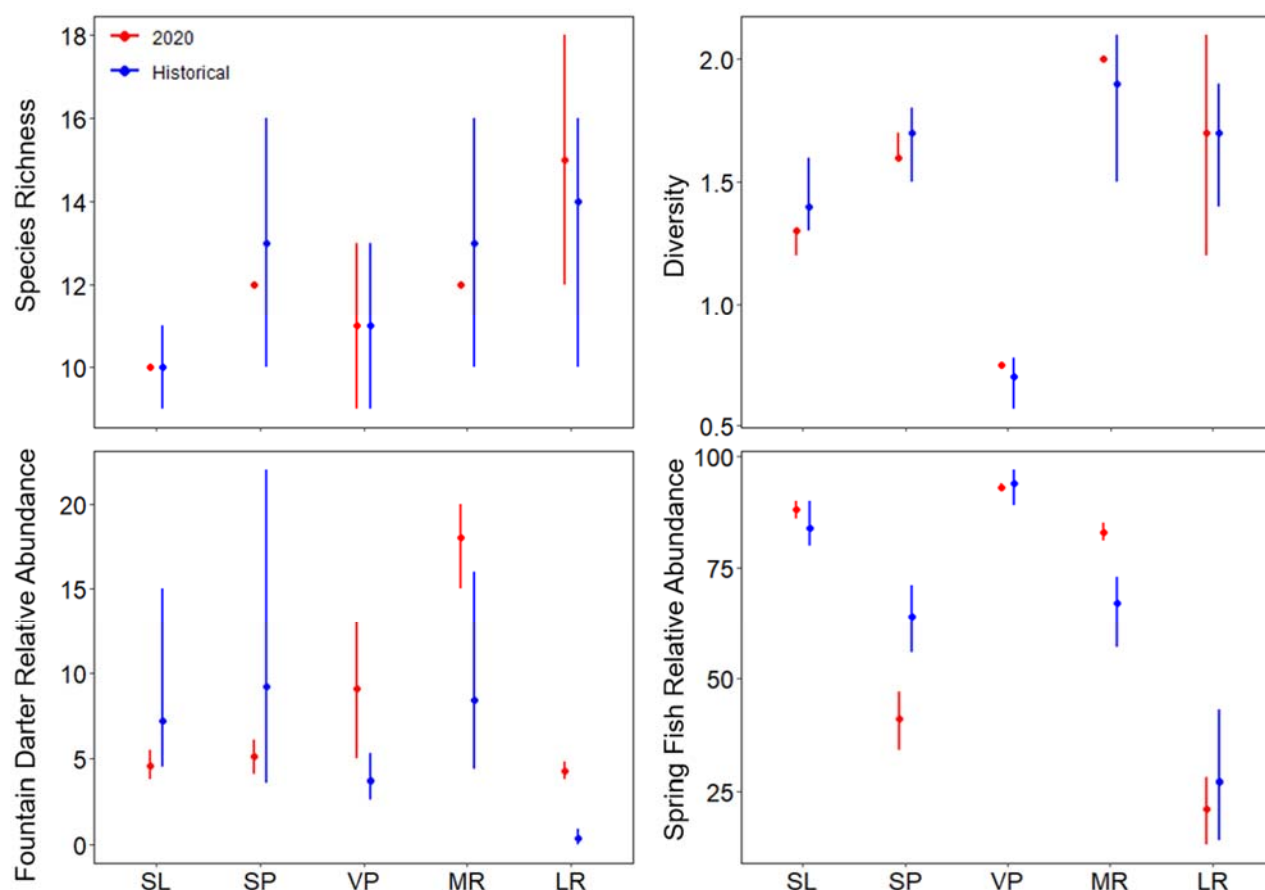 Species Richness
18
16
14
12
10
2020
Historical
Diversity
2.0
1.5
1.0
0.5
Fountain Darter Relative Abundance
20
15
10
5
0
SL SP VP MR LR
Spring Fish Relative Abundance
100
75
50
25
SL SP VP MR LR